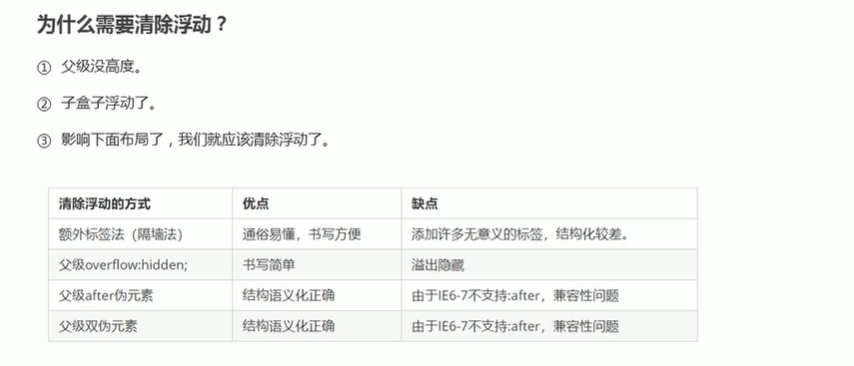 为什么需要清除浮动？
① 父级没高度。
② 子盒子浮动了。
③ 影响下面布局了，我们就应该清除浮动了。
清除浮动的方式 优点 缺点
额外标签法（隔墙法） 通俗易懂，书写方便 添加许多无意义的标签，结构化较差。
父级overflow:hidden; 书写简单 溢出隐藏
父级after伪元素 结构语义化正确 由于IE6-7不支持:after，兼容性问题
父级双伪元素 结构语义化正确 由于IE6-7不支持:after，兼容性问题